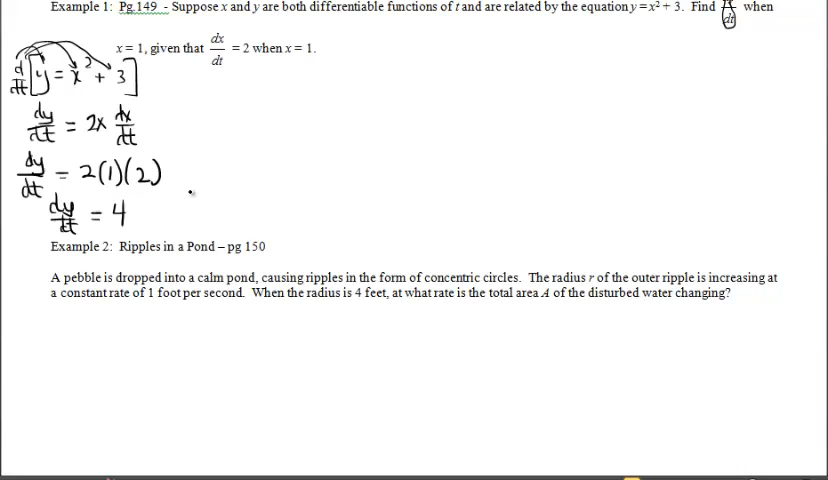 Example 1: Pg.149 - Suppose x and y are both differentiable functions of t and are related by the equation y = x² + 3. Find dy/dt when
x = 1, given that dx/dt = 2 when x = 1.
d/dt [y = x² + 3]
dy/dt = 2x dx/dt
dy/dt = 2(1)(2)
dy/dt = 4
Example 2: Ripples in a Pond – pg 150
A pebble is dropped into a calm pond, causing ripples in the form of concentric circles. The radius r of the outer ripple is increasing at
a constant rate of 1 foot per second. When the radius is 4 feet, at what rate is the total area A of the disturbed water changing?